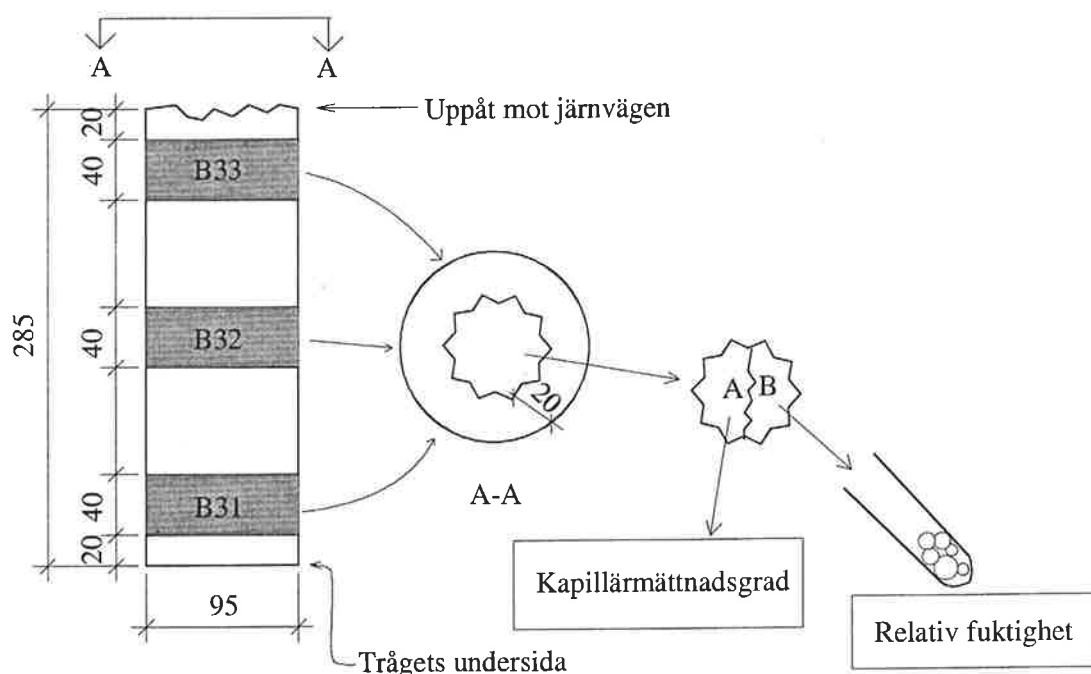 A A
Uppåt mot järnvägen
20
40
B33
285
40
B32
20
A B
40
B31
A-A
20
Kapillärmättnadsgrad
95
Relativ fuktighet
Trågets undersida